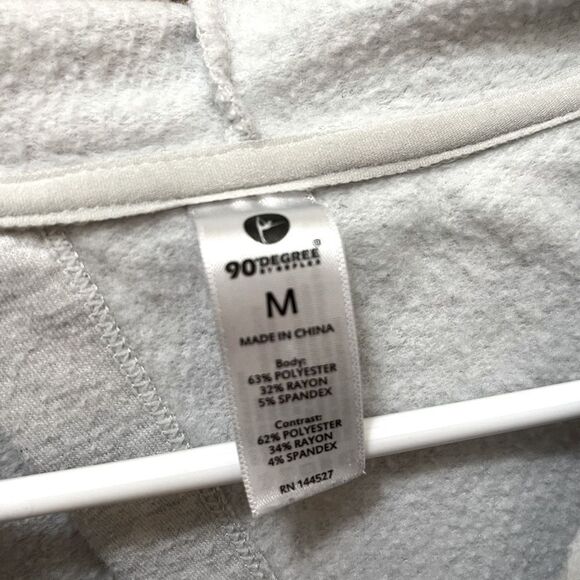 90°DEGREE®
BY REFLEX
M
MADE IN CHINA
Body:
63% POLYESTER
32% RAYON
5% SPANDEX
Contrast:
62% POLYESTER
34% RAYON
4% SPANDEX
RN 144527